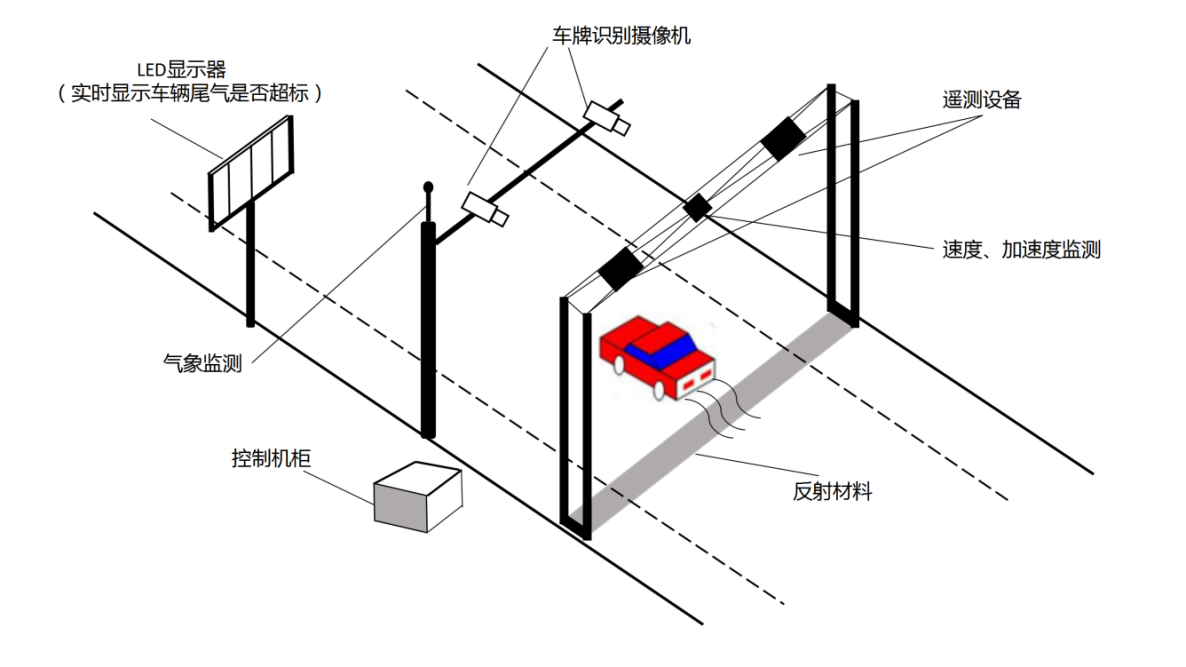 车牌识别摄像机
LED显示器
（实时显示车辆尾气是否超标）
遥测设备
速度、加速度监测
气象监测
控制机柜
反射材料